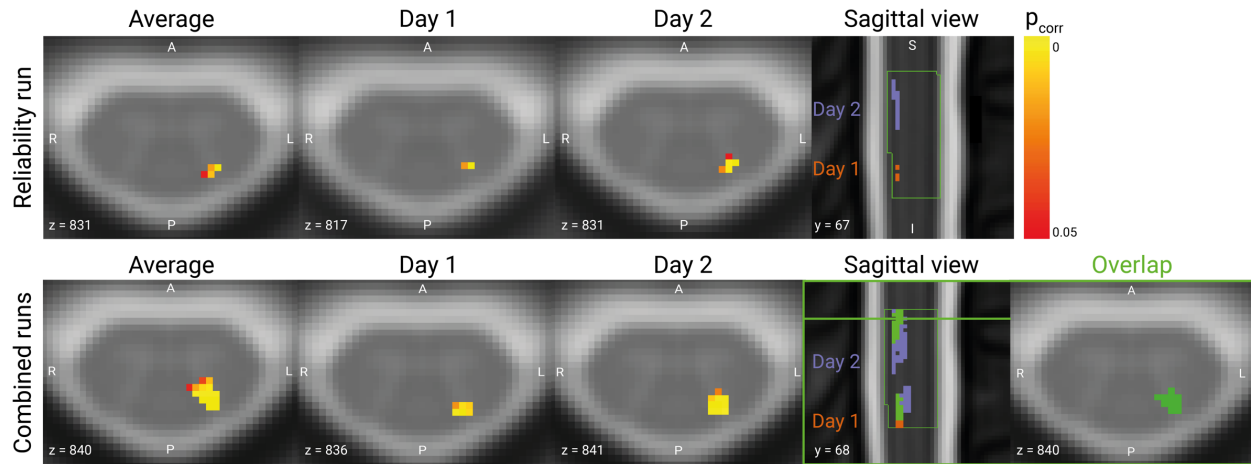 Average Day 1 Day 2 Sagittal view p_corr
Reliability run
A A A S
0
R L
Day 2
Day 1
P P P I
z = 831 z = 817 z = 831 y = 67
0.05
Average Day 1 Day 2 Sagittal view Overlap
Combined runs
A A A A
R L R L R L R L
Day 2
Day 1
P P P P
z = 840 z = 836 z = 841 y = 68 z = 840